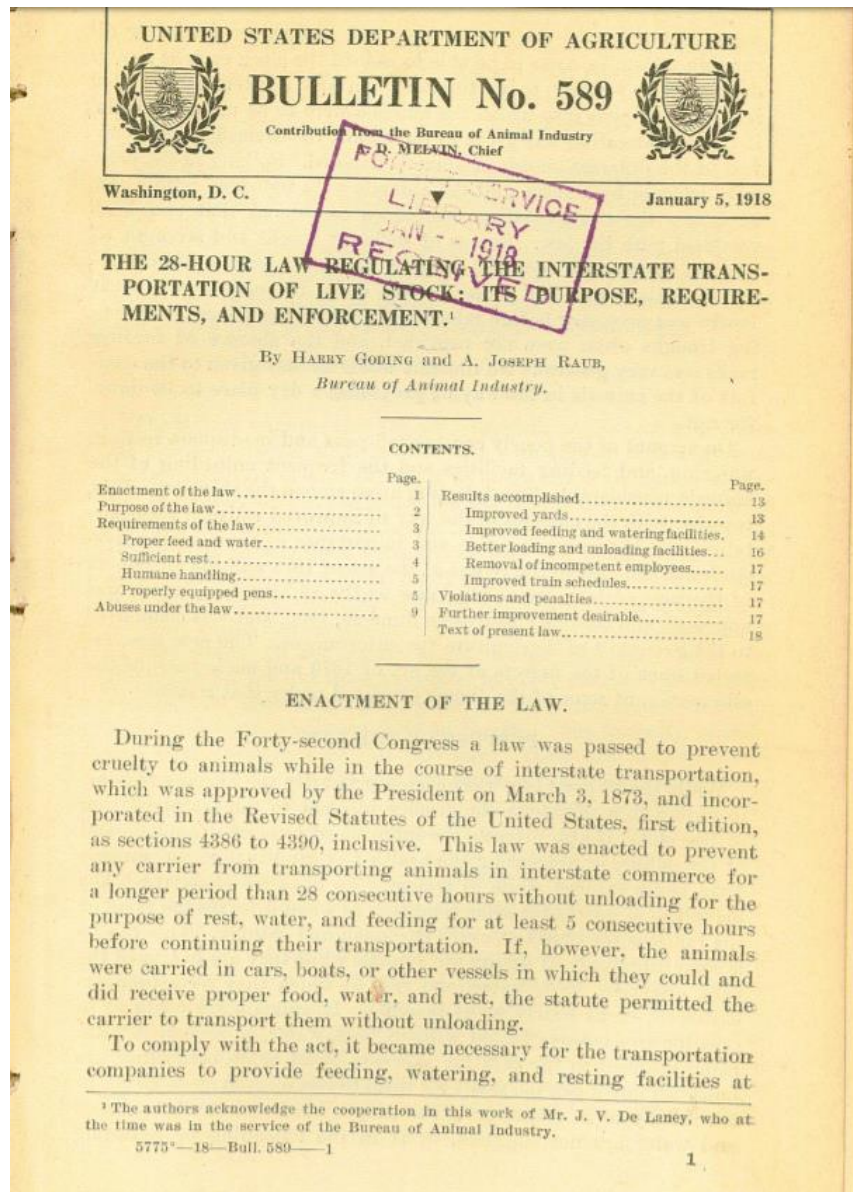 UNITED STATES DEPARTMENT OF AGRICULTURE
BULLETIN No. 589
Contribution from the Bureau of Animal Industry
A. D. MELVIN, Chief
Washington, D. C.
January 5, 1918
FOREST SERVICE
LIBRARY
JAN - 1918
RECEIVED
THE 28-HOUR LAW REGULATING THE INTERSTATE TRANS-
PORTATION OF LIVE STOCK: ITS PURPOSE, REQUIRE-
MENTS, AND ENFORCEMENT.¹
By HARRY GODING and A. JOSEPH RAUB,
Bureau of Animal Industry.
CONTENTS.
Page.
Enactment of the law 1
Purpose of the law 2
Requirements of the law 3
Proper feed and water 3
Sufficient rest 4
Humane handling 5
Properly equipped pens 5
Abuses under the law 9
Page.
Results accomplished 13
Improved yards 13
Improved feeding and watering facilities. 14
Better loading and unloading facilities 16
Removal of incompetent employees 17
Improved train schedules 17
Violations and penalties 17
Further improvement desirable 17
Text of present law 18
ENACTMENT OF THE LAW.
During the Forty-second Congress a law was passed to prevent
cruelty to animals while in the course of interstate transportation,
which was approved by the President on March 3, 1873, and incor-
porated in the Revised Statutes of the United States, first edition,
as sections 4386 to 4390, inclusive. This law was enacted to prevent
any carrier from transporting animals in interstate commerce for
a longer period than 28 consecutive hours without unloading for the
purpose of rest, water, and feeding for at least 5 consecutive hours
before continuing their transportation. If, however, the animals
were carried in cars, boats, or other vessels in which they could and
did receive proper food, water, and rest, the statute permitted the
carrier to transport them without unloading.
To comply with the act, it became necessary for the transportation
companies to provide feeding, watering, and resting facilities at
¹ The authors acknowledge the cooperation in this work of Mr. J. V. De Laney, who at
the time was in the service of the Bureau of Animal Industry.
5775°—18—Bull. 589——1
1